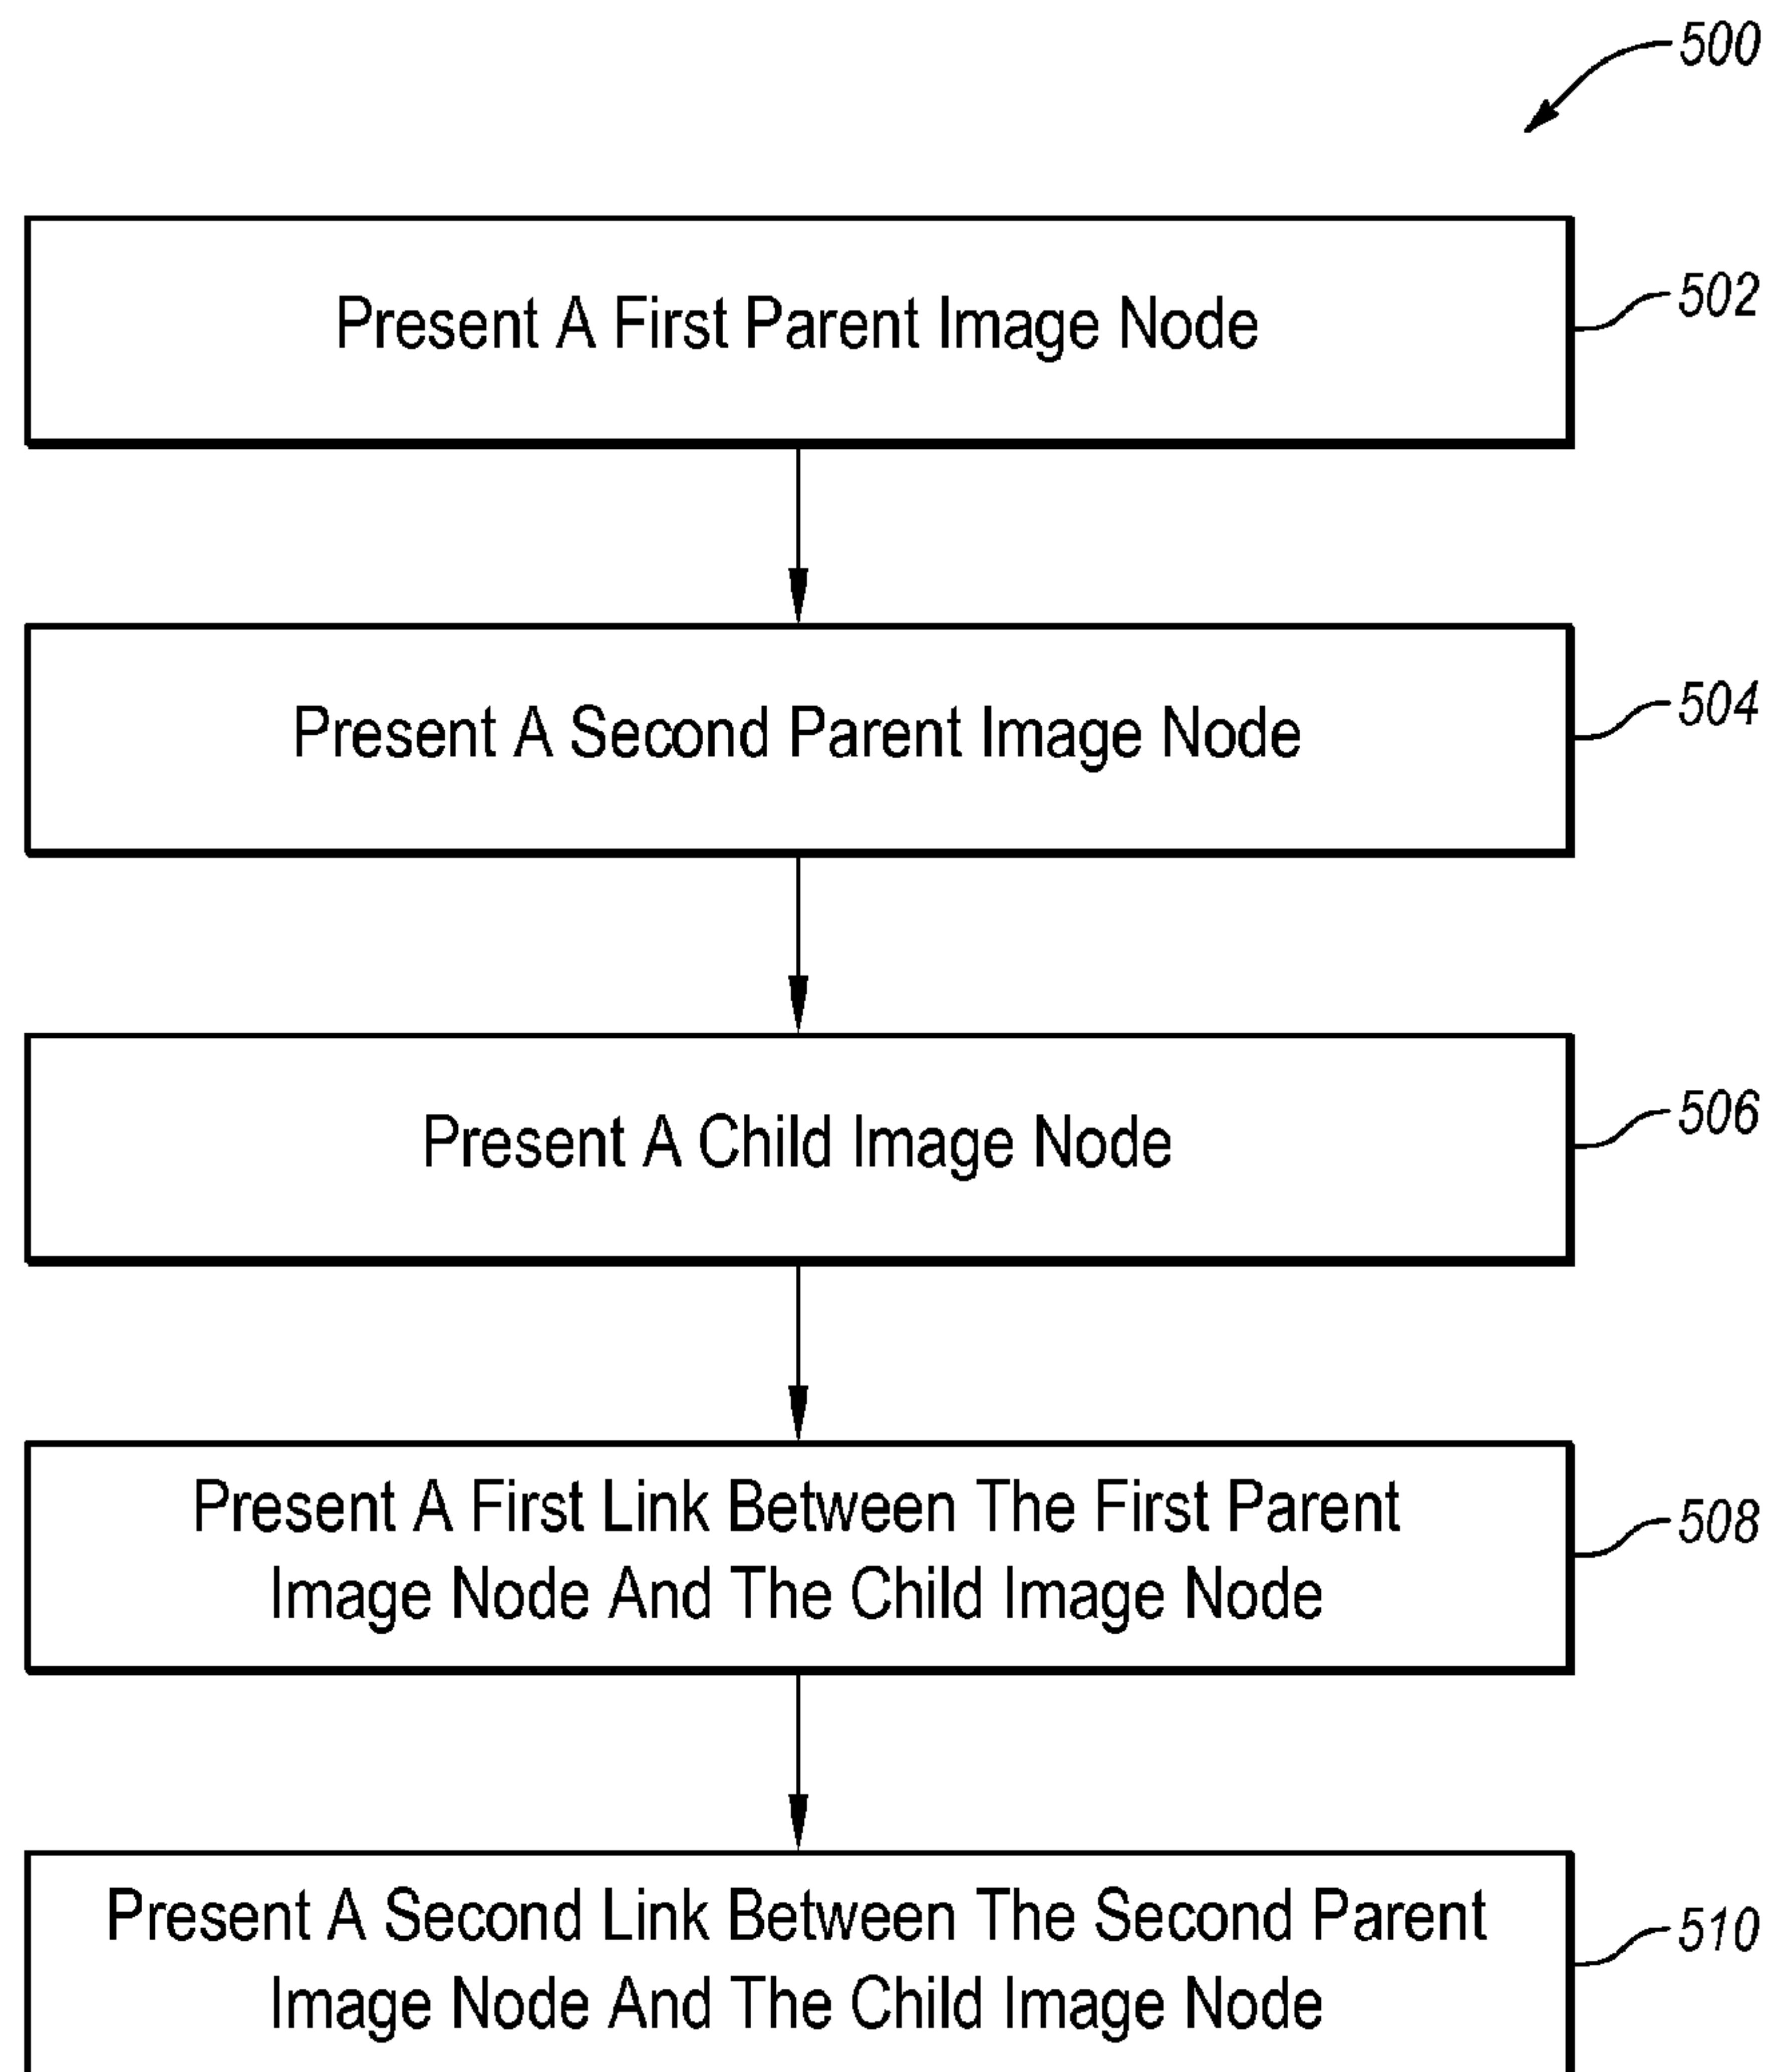 500
Present A First Parent Image Node
502
Present A Second Parent Image Node
504
Present A Child Image Node
506
Present A First Link Between The First Parent
Image Node And The Child Image Node
508
Present A Second Link Between The Second Parent
Image Node And The Child Image Node
510